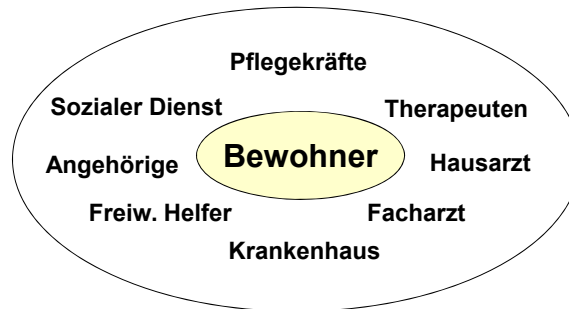 Pflegekräfte
Sozialer Dienst
Therapeuten
Bewohner
Angehörige
Hausarzt
Freiw. Helfer
Facharzt
Krankenhaus